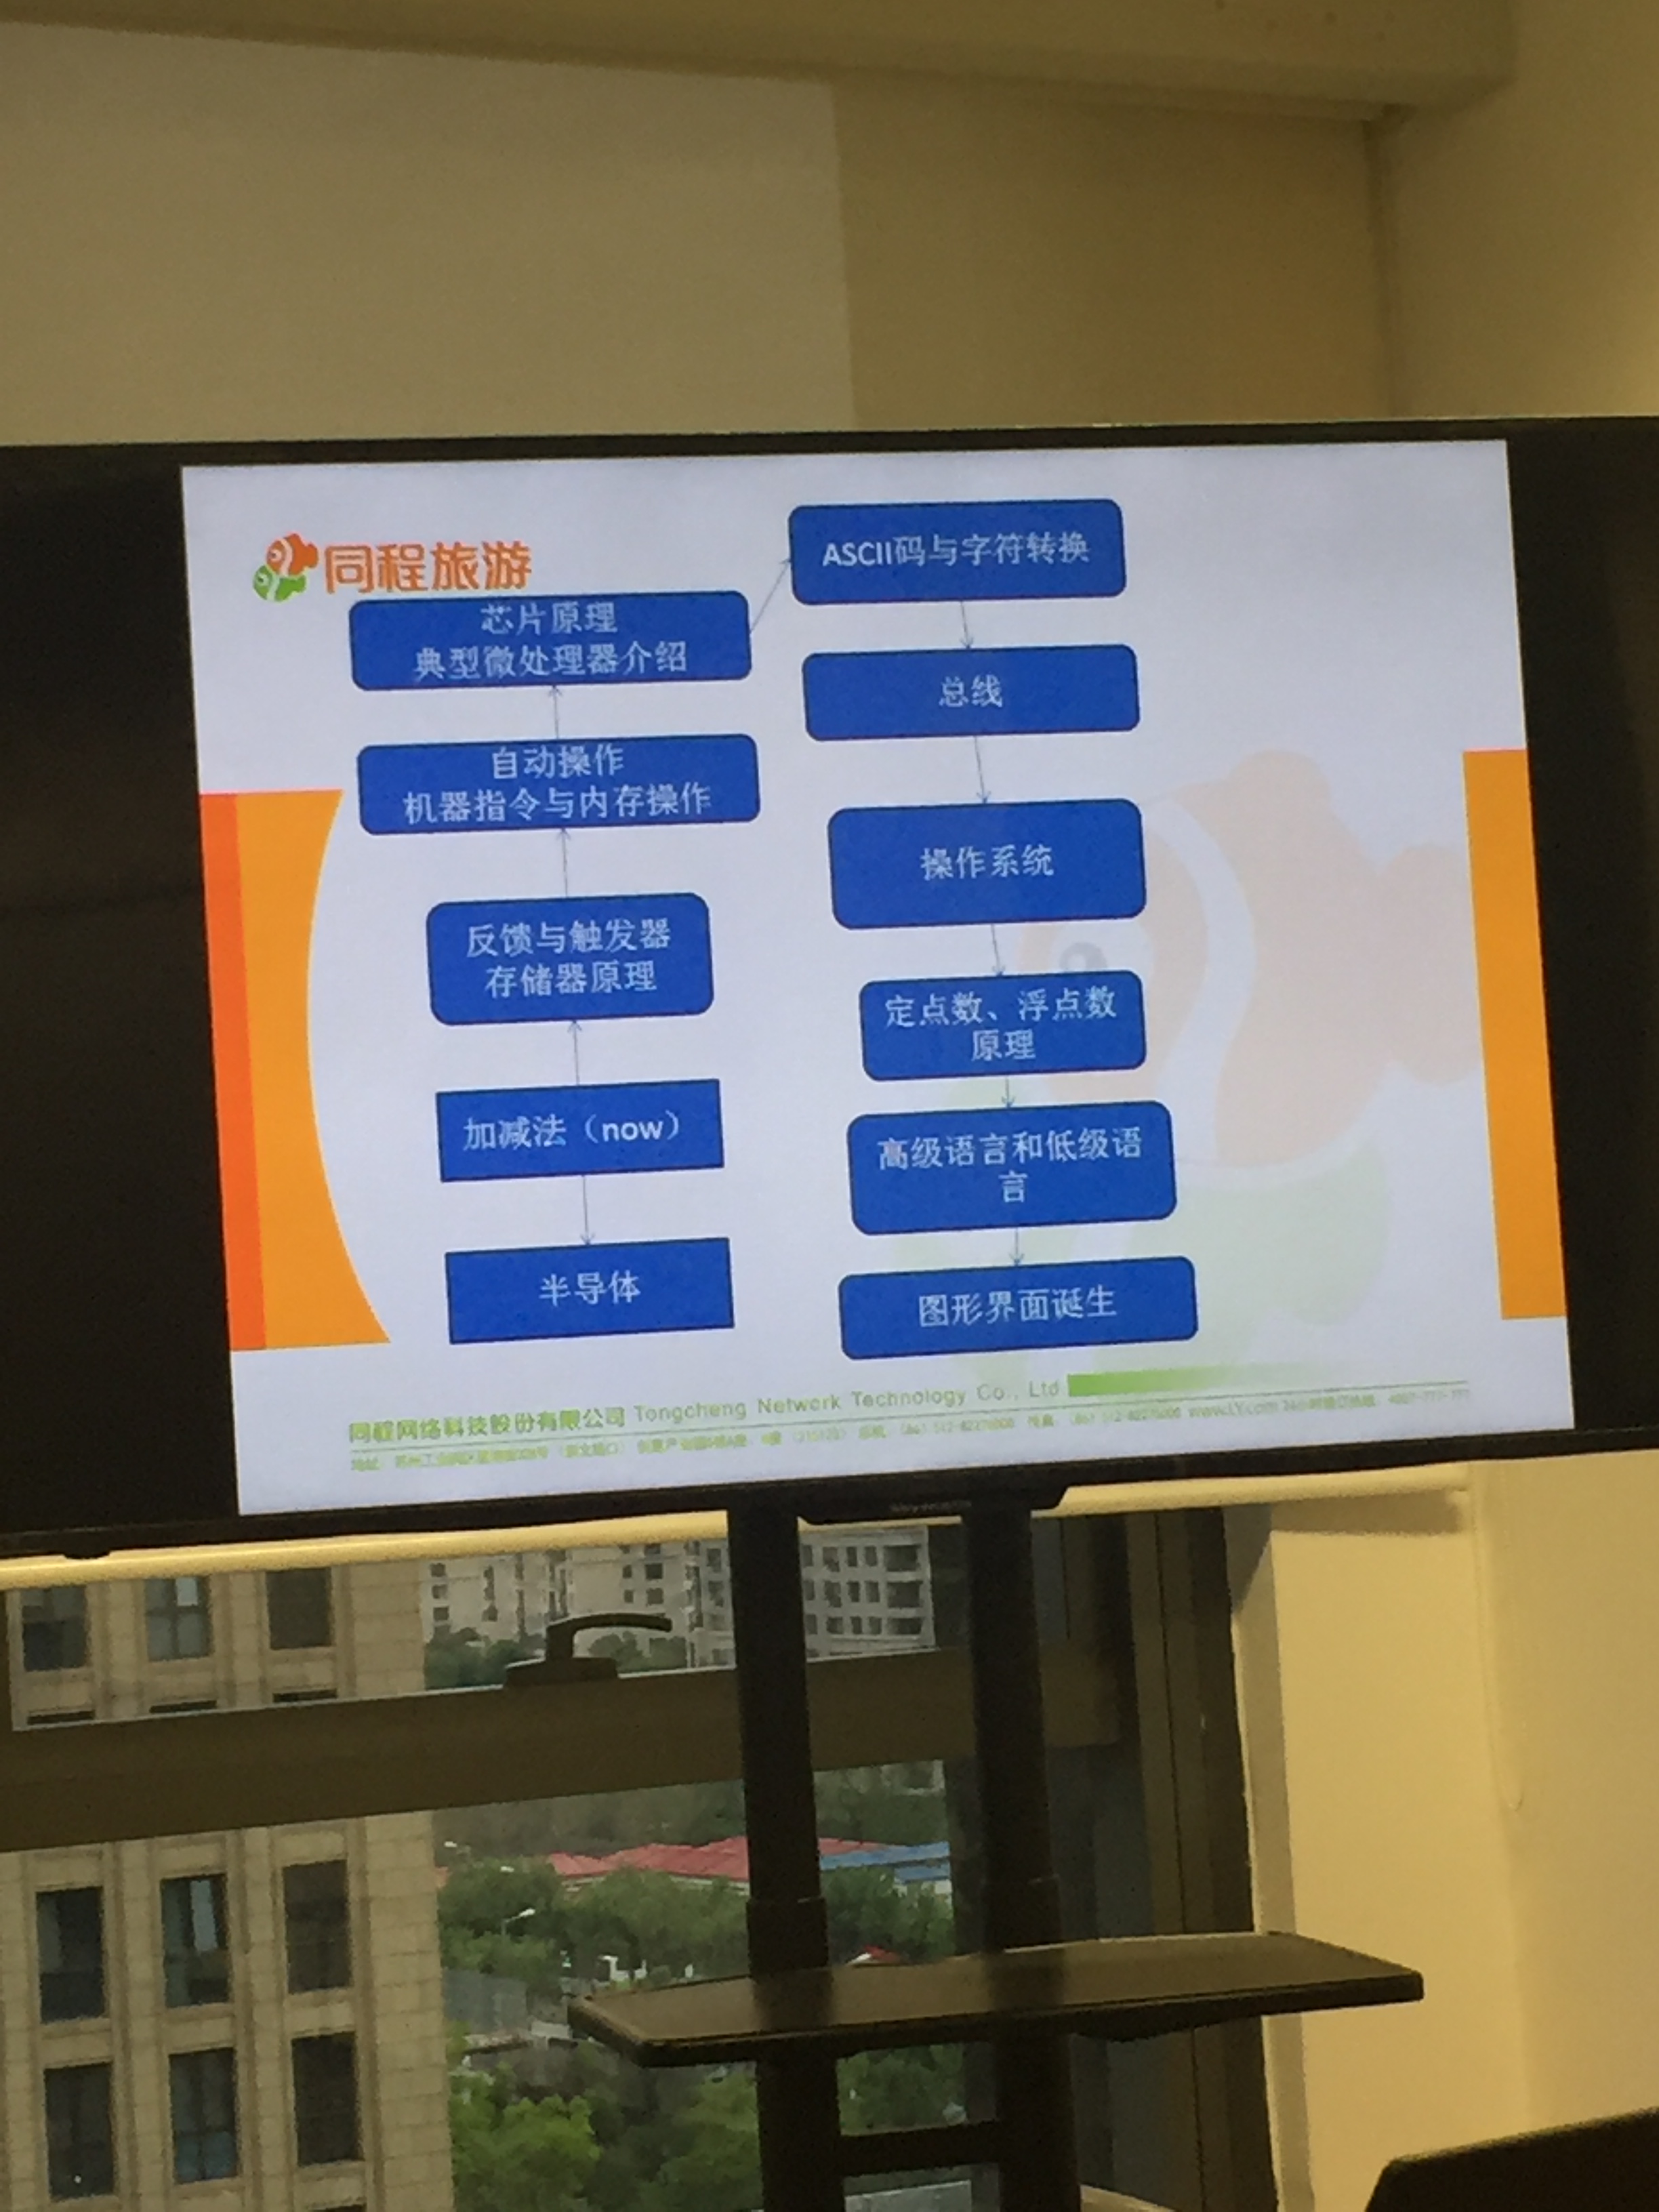 同程旅游
芯片原理
典型微处理器介绍
自动操作
机器指令与内存操作
反馈与触发器
存储器原理
加减法（now）
半导体
ASCII码与字符转换
总线
操作系统
定点数、浮点数
原理
高级语言和低级语
言
图形界面诞生
同程网络科技股份有限公司 Tongcheng Network Technology Co., Ltd
地址: www.LY.com